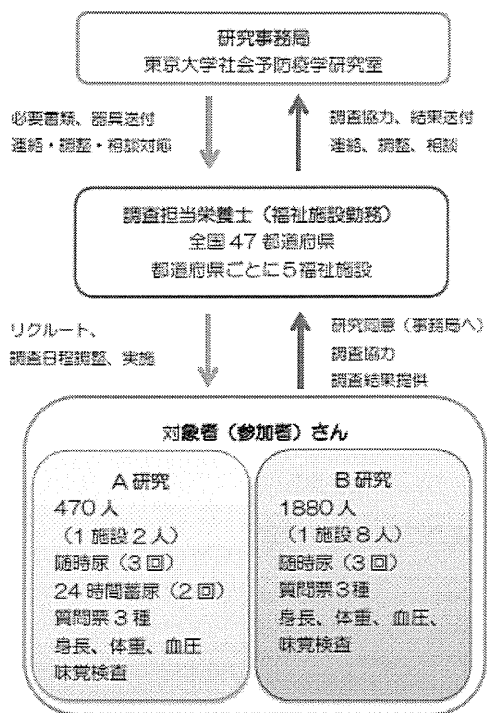 研究事務局
東京大学社会予防疫学研究室
必要書類、器具送付
連絡・調整・相談対応
調査協力、結果送付
連絡、調整、相談
調査担当栄養士（福祉施設勤務）
全国47都道府県
都道府県ごとに5福祉施設
リクルート、
調査日程調整、実施
研究同意（事務局へ）
調査協力
調査結果提供
対象者（参加者）さん
A研究
470人
（1施設2人）
随時尿（3回）
24時間蓄尿（2回）
質問票3種
身長、体重、血圧
味覚検査
B研究
1880人
（1施設8人）
随時尿（3回）
質問票3種
身長、体重、血圧、
味覚検査